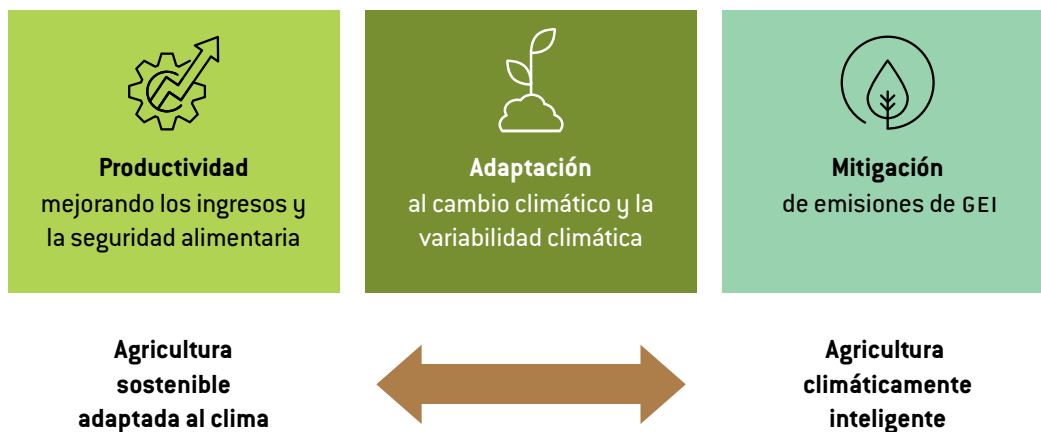 Productividad
mejorando los ingresos y
la seguridad alimentaria
Adaptación
al cambio climático y la
variabilidad climática
Mitigación
de emisiones de GEI
Agricultura
sostenible
adaptada al clima
Agricultura
climáticamente
inteligente